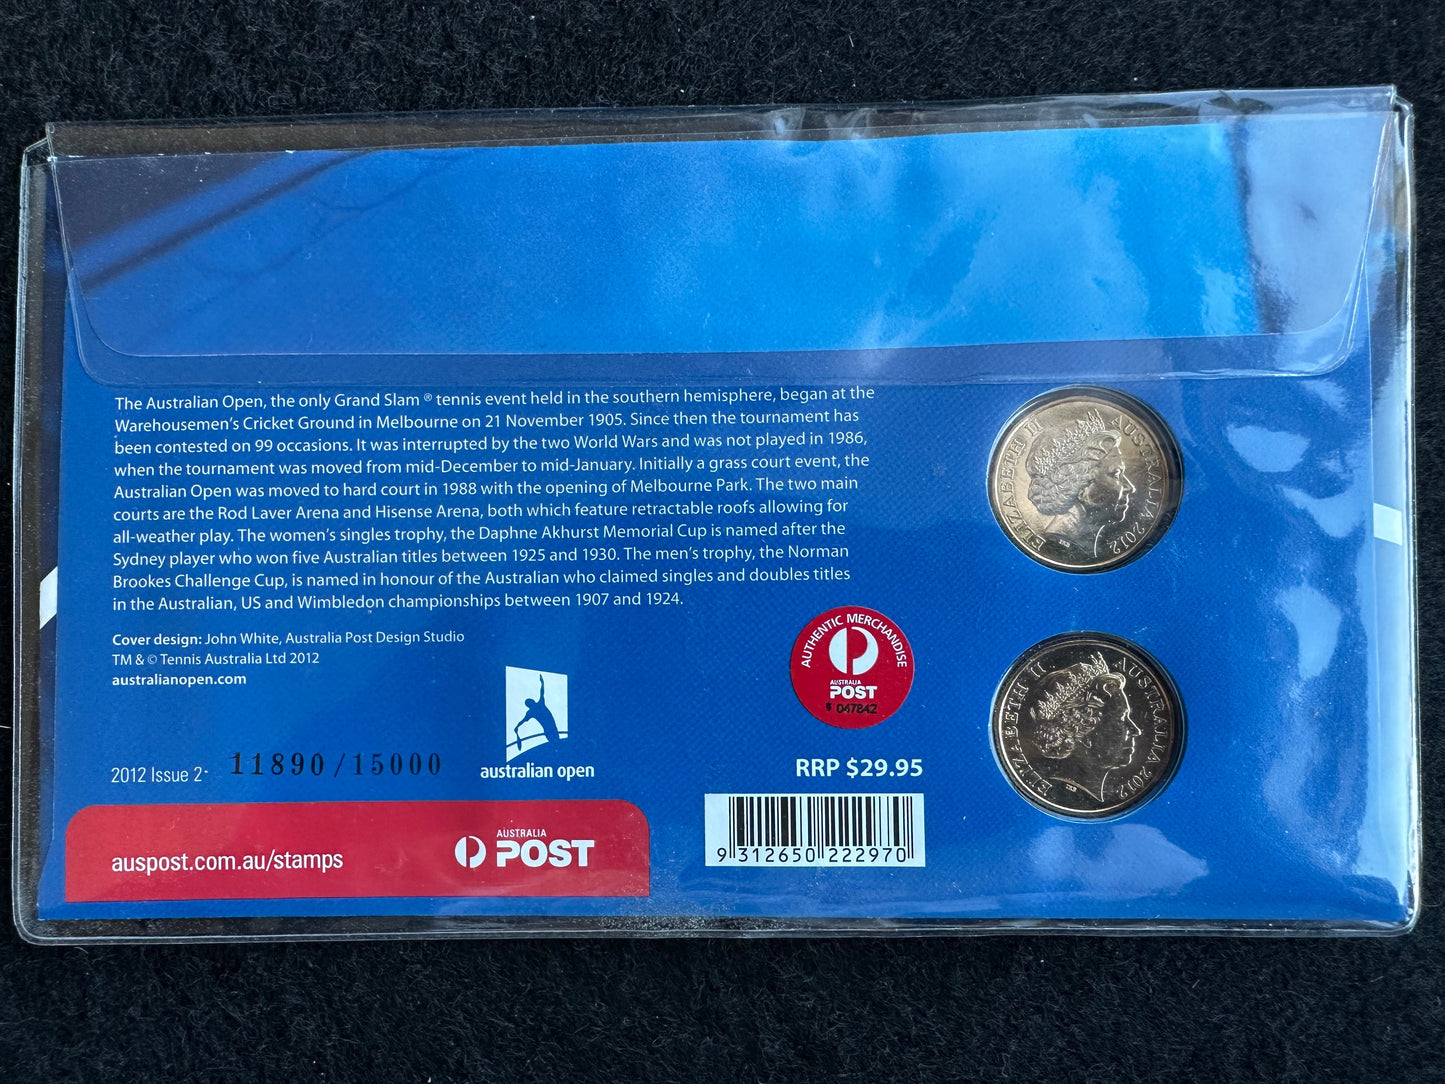 The Australian Open, the only Grand Slam ® tennis event held in the southern hemisphere, began at the
Warehousemen's Cricket Ground in Melbourne on 21 November 1905. Since then the tournament has
been contested on 99 occasions. It was interrupted by the two World Wars and was not played in 1986,
when the tournament was moved from mid-December to mid-January. Initially a grass court event, the
Australian Open was moved to hard court in 1988 with the opening of Melbourne Park. The two main
courts are the Rod Laver Arena and Hisense Arena, both which feature retractable roofs allowing for
all-weather play. The women's singles trophy, the Daphne Akhurst Memorial Cup is named after the
Sydney player who won five Australian titles between 1925 and 1930. The men's trophy, the Norman
Brookes Challenge Cup, is named in honour of the Australian who claimed singles and doubles titles
in the Australian, US and Wimbledon championships between 1907 and 1924.
Cover design: John White, Australia Post Design Studio
TM & © Tennis Australia Ltd 2012
australianopen.com
2012 Issue 2-
11890/15000
australian open
auspost.com.au/stamps
AUSTRALIA
POST
AUTHENTIC MERCHANDISE
AUSTRALIA
POST
047842
RRP $29.95
9 312650 222970
ELIZABETH II AUSTRALIA 2012
IRB
ELIZABETH II AUSTRALIA 2012
IRB